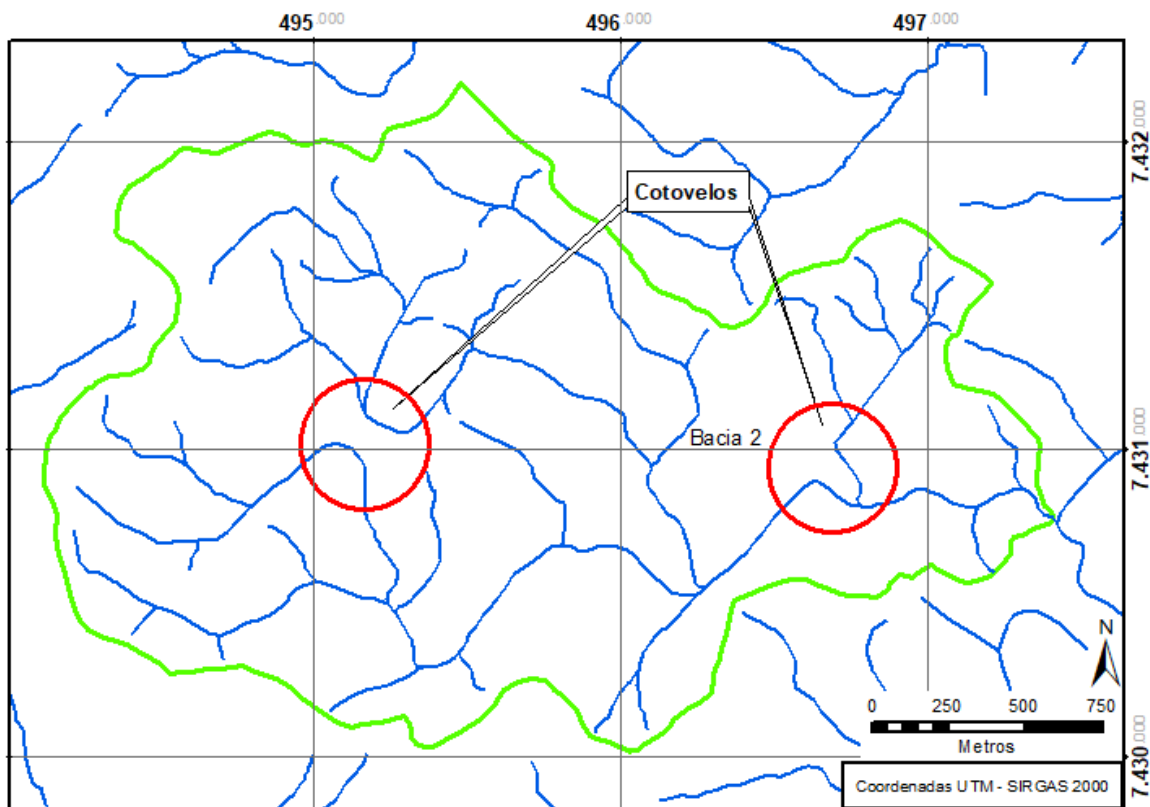 495.000 496.000 497.000
7.432.000
Cotovelos
Bacia 2
7.431.000
N
0 250 500 750
Metros
7.430.000
Coordenadas UTM - SIRGAS 2000